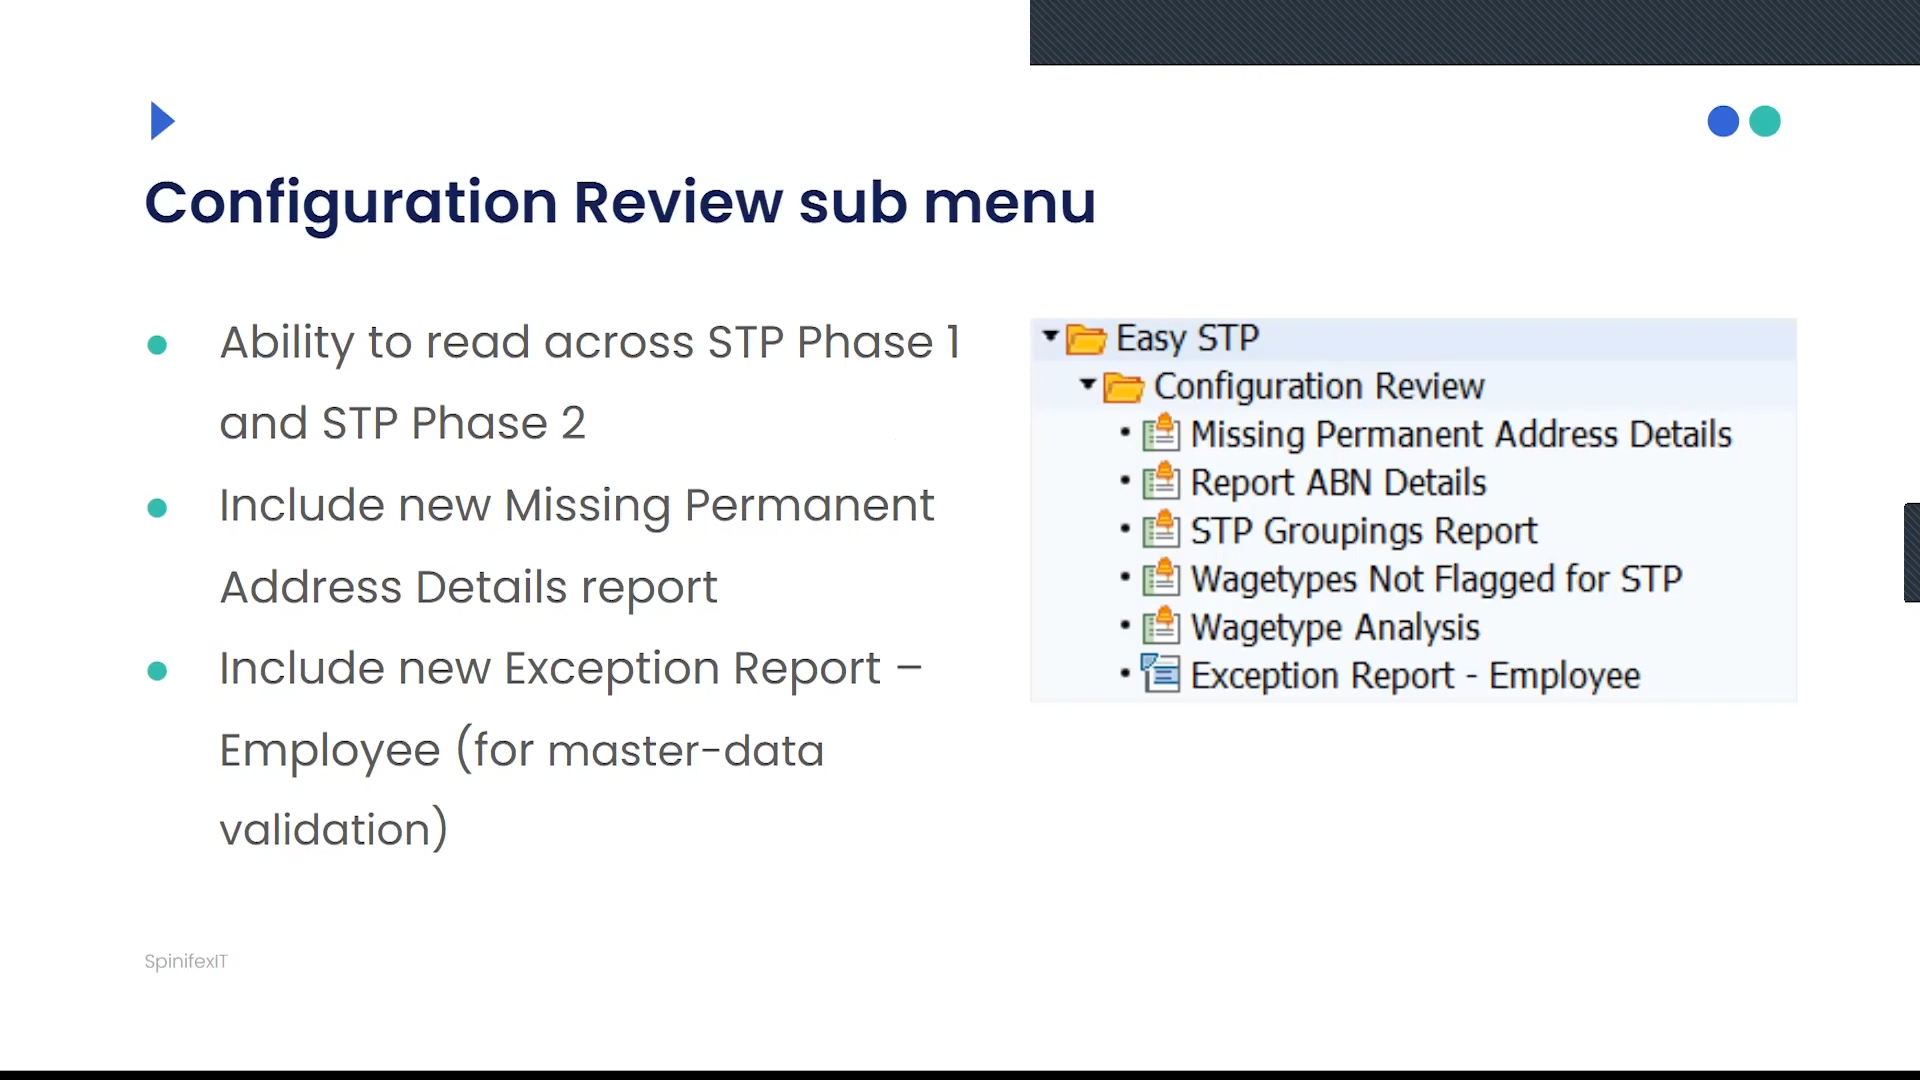 Configuration Review sub menu
Ability to read across STP Phase 1
and STP Phase 2
Include new Missing Permanent
Address Details report
Include new Exception Report –
Employee (for master-data
validation)
Easy STP
Configuration Review
Missing Permanent Address Details
Report ABN Details
STP Groupings Report
Wagetypes Not Flagged for STP
Wagetype Analysis
Exception Report - Employee
SpinifexIT